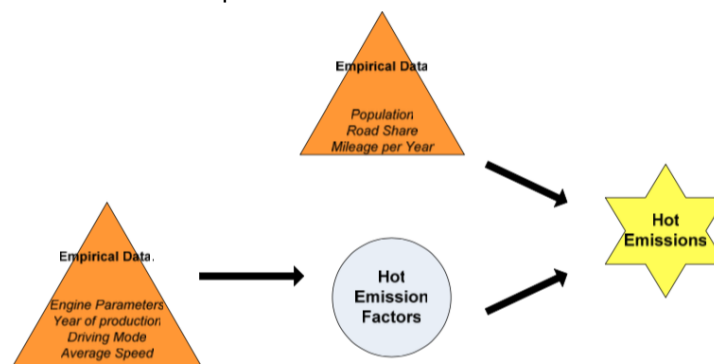 Empirical Data
Population
Road Share
Mileage per Year
Hot
Emissions
Empirical Data.
Engine Parameters
Year of production
Driving Mode
Average Speed
Hot
Emission
Factors